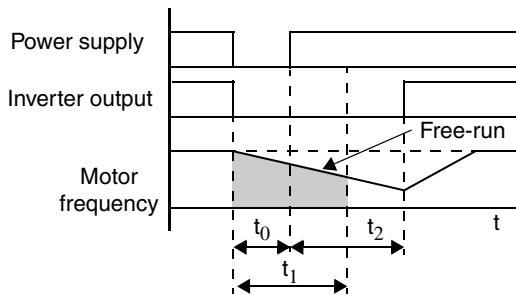 Power supply
Inverter output
Free-run
Motor
frequency
t
t0
t2
t1